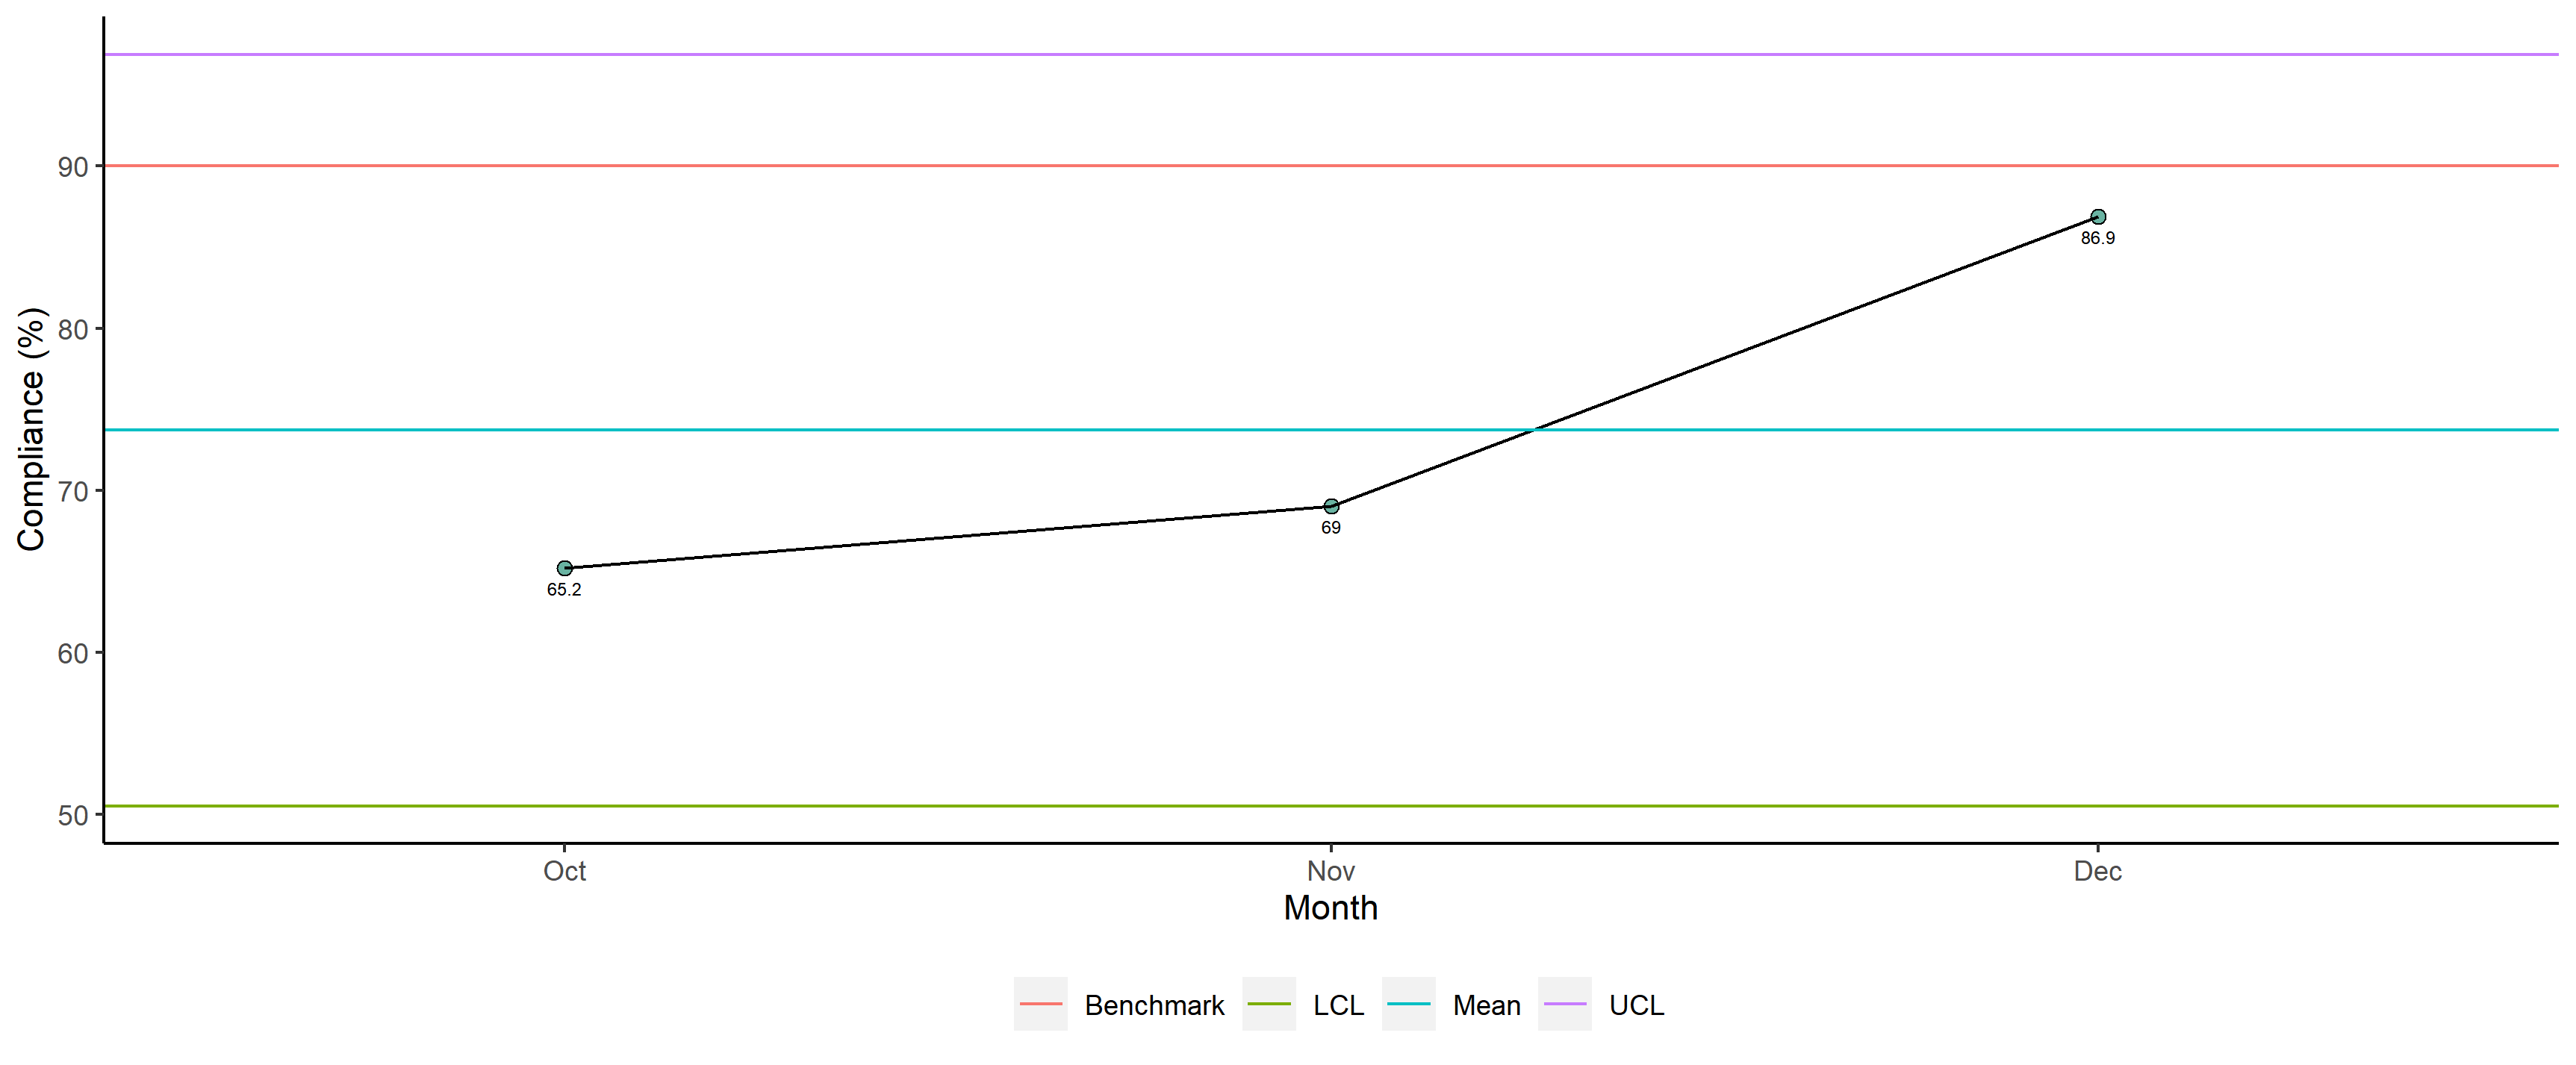 Compliance (%)
90
80
70
60
50
65.2
69
86.9
Oct
Nov
Dec
Month
Benchmark
LCL
Mean
UCL